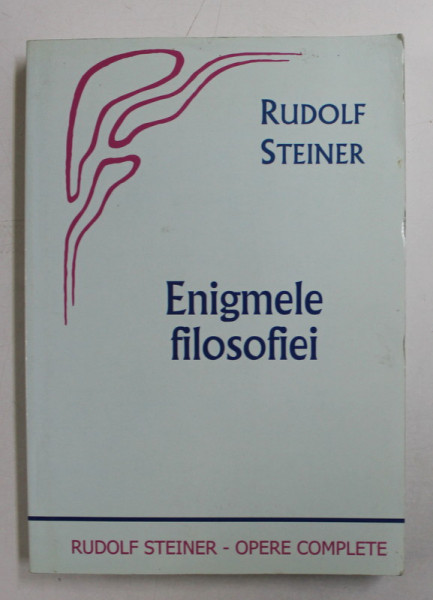 RUDOLF
STEINER
Enigmele
filosofiei
RUDOLF STEINER - OPERE COMPLETE